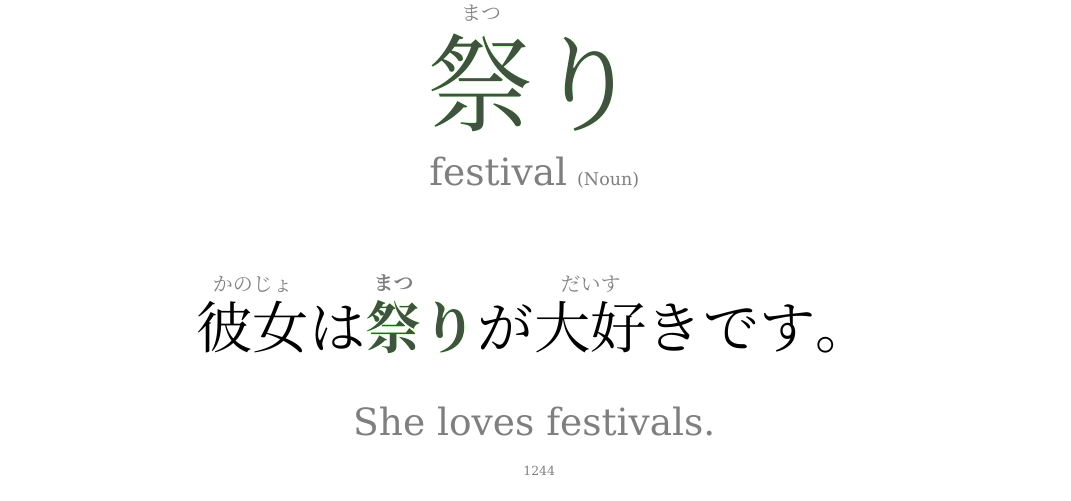 まつ
祭り
festival (Noun)
かのじょ まつ だいす
彼女は祭りが大好きです。
She loves festivals.
1244